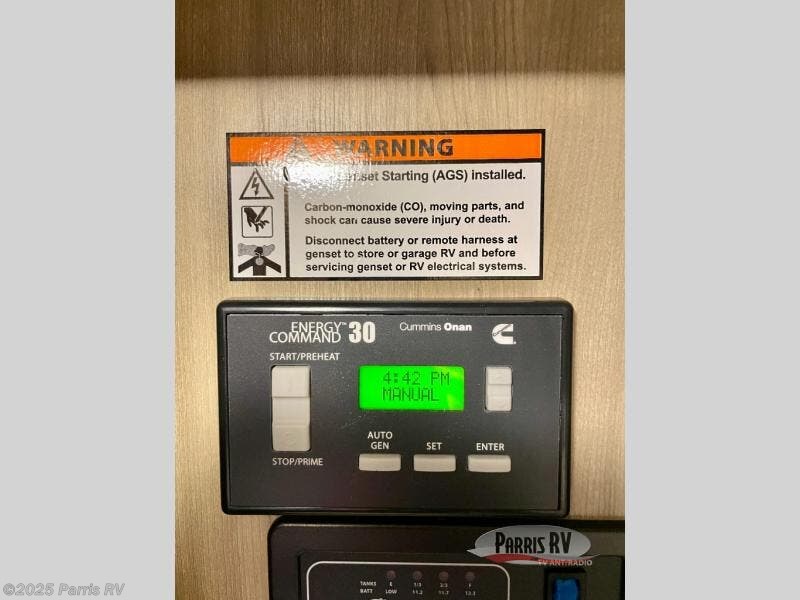 WARNING
Genset Starting (AGS) installed.
Carbon-monoxide (CO), moving parts, and
shock can cause severe injury or death.
Disconnect battery or remote harness at
genset to store or garage RV and before
servicing genset or RV electrical systems.
ENERGY™
COMMAND 30
Cummins Onan
START/PREHEAT
4:42 PM
MANUAL
AUTO
GEN
SET
ENTER
STOP/PRIME
PARRIS RV
TV ANT/RADIO
TANKS E 1/3 2/3 F
BATT LOW 11.2 11.7 13.3
©2025 Parris RV